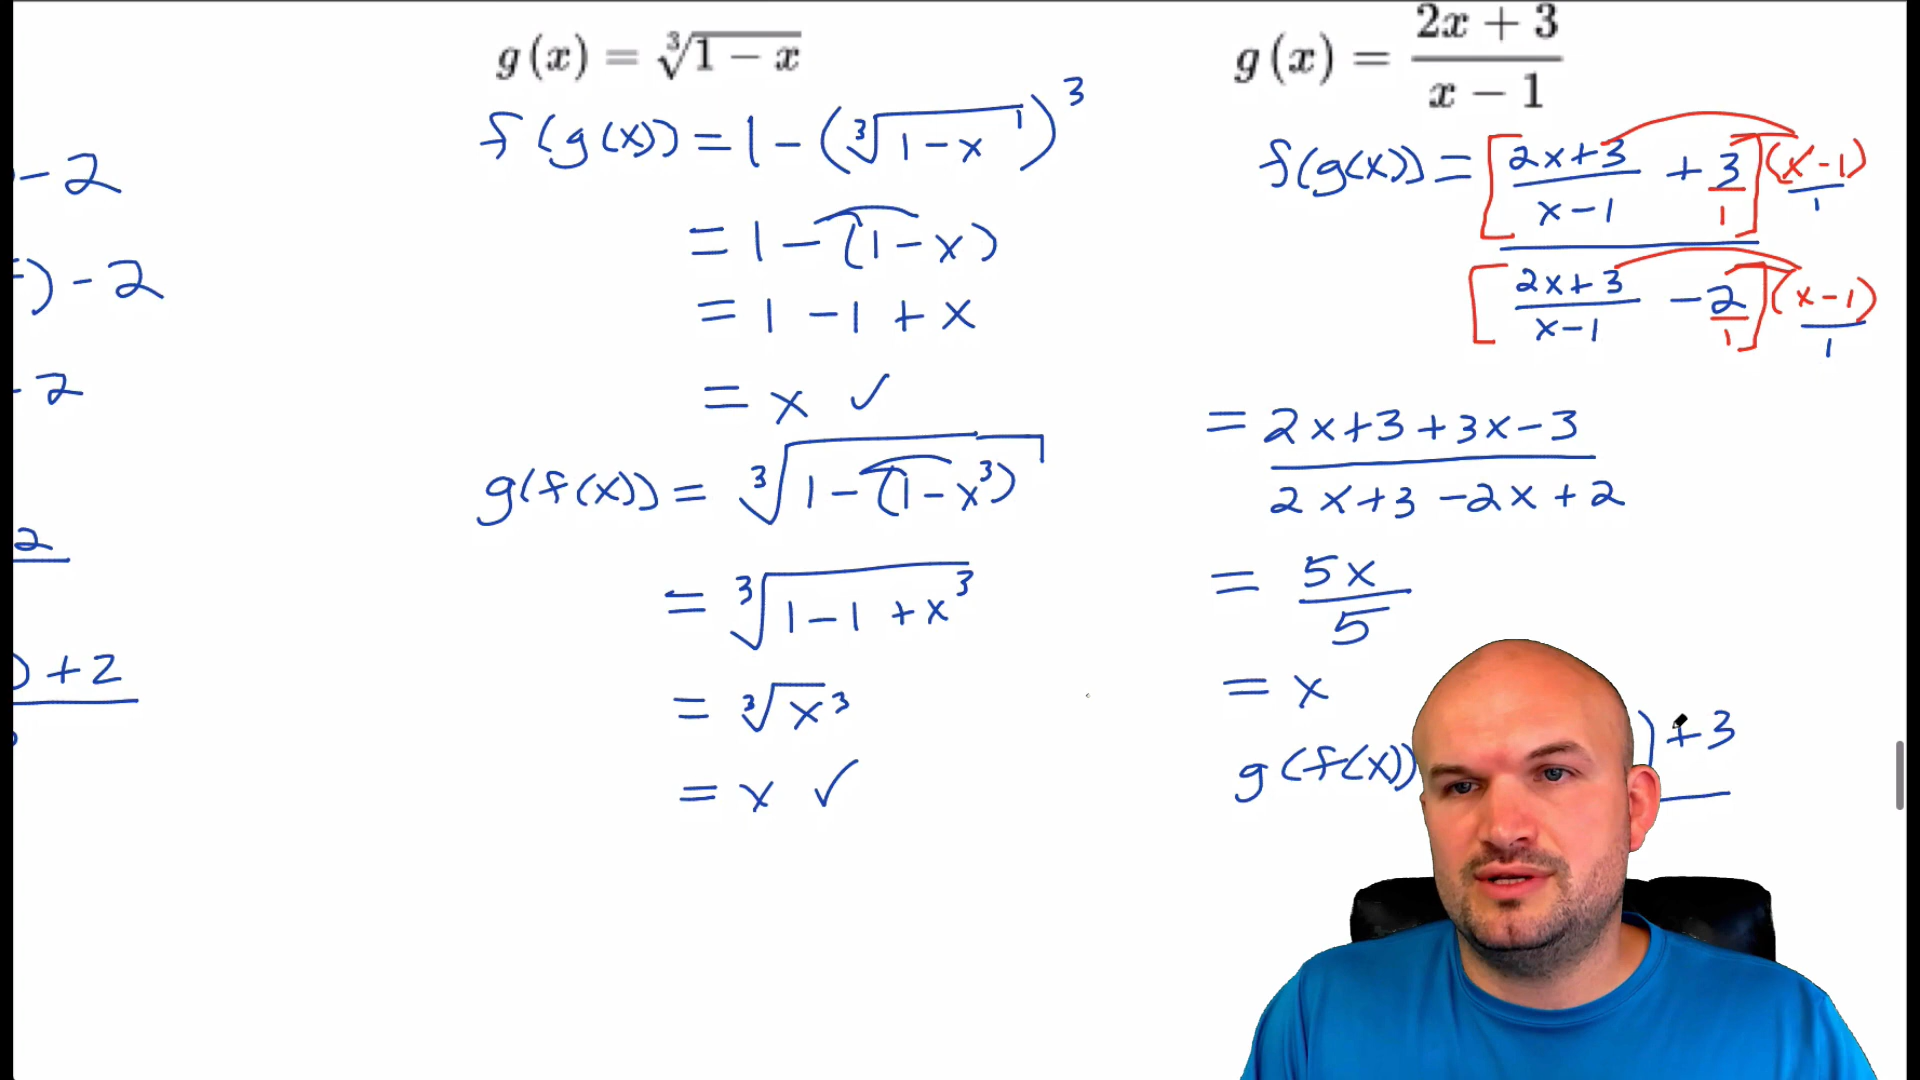 - 2
) - 2
- 2
2
) + 2
g(x) = ∛(1 − x)
f(g(x)) = 1 - (∛(1-x))³
= 1 - (1 - x)
= 1 - 1 + x
= x ✓
g(f(x)) = ∛(1 - (1 - x³))
= ∛(1 - 1 + x³)
= ∛x³
= x ✓
g(x) = (2x + 3)/(x − 1)
f(g(x)) = [(2x+3)/(x-1) + 3/1] (x-1)/1
[(2x+3)/(x-1) - 2/1] (x-1)/1
= 2x+3+3x-3
2x+3-2x+2
= 5x/5
= x
g(f(x)) ) + 3